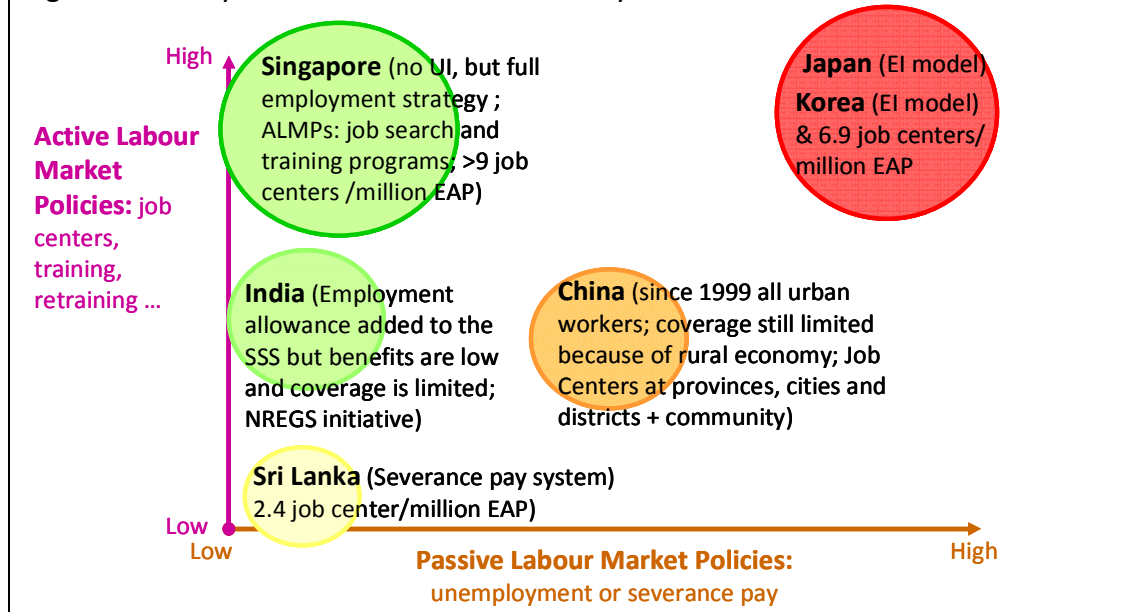 High
Active Labour
Market
Policies: job
centers,
training,
retraining ...
Singapore (no UI, but full
employment strategy ;
ALMPs: job search and
training programs; >9 job
centers /million EAP)
Japan (EI model)
Korea (EI model)
& 6.9 job centers/
million EAP
India (Employment
allowance added to the
SSS but benefits are low
and coverage is limited;
NREGS initiative)
China (since 1999 all urban
workers; coverage still limited
because of rural economy; Job
Centers at provinces, cities and
districts + community)
Sri Lanka (Severance pay system)
2.4 job center/million EAP)
Low
Low
High
Passive Labour Market Policies:
unemployment or severance pay